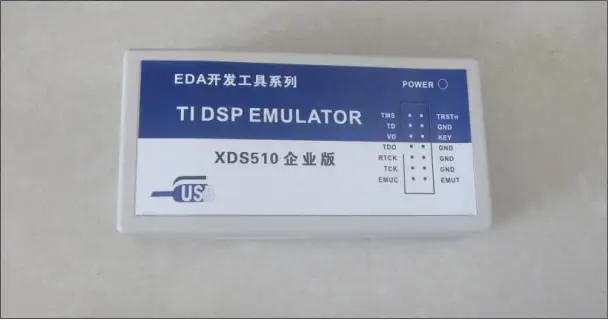 EDA开发工具系列
POWER
TI DSP EMULATOR
TMS TRSTn
TD GND
VD KEY
TDO GND
XDS510 企业版
RTCK GND
TCK GND
EMUC EMUT
USB